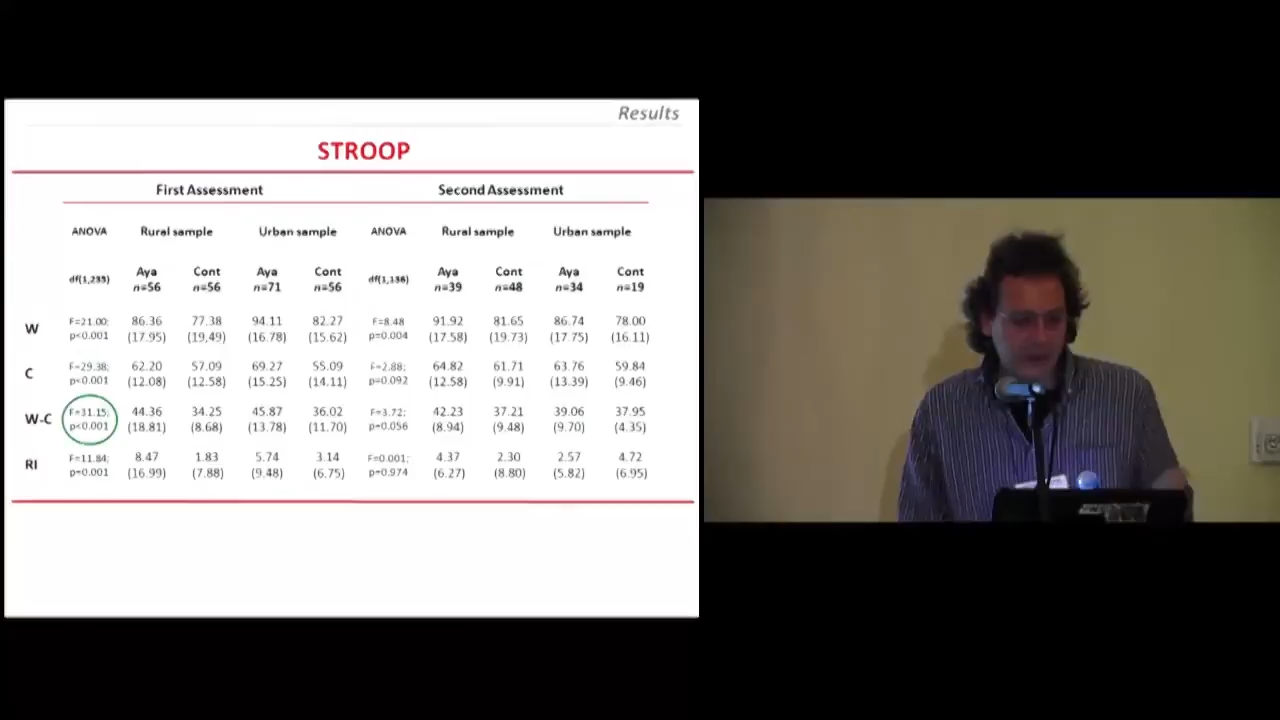 Results
STROOP
First Assessment Second Assessment
ANOVA Rural sample Urban sample ANOVA Rural sample Urban sample
df(1,235) Aya n=56 Cont n=56 Aya n=71 Cont n=56 df(1,136) Aya n=39 Cont n=48 Aya n=34 Cont n=19
W F=21.00; p<0.001 86.36 (17.95) 77.38 (19,49) 94.11 (16.78) 82.27 (15.62) F=8.48 p=0.004 91.92 (17.58) 81.65 (19.73) 86.74 (17.75) 78.00 (16.11)
C F=29.38; p<0.001 62.20 (12.08) 57.09 (12.58) 69.27 (15.25) 55.09 (14.11) F=2.88; p=0.092 64.82 (12.58) 61.71 (9.91) 63.76 (13.39) 59.84 (9.46)
W-C F=31.15; p<0.001 44.36 (18.81) 34.25 (8.68) 45.87 (13.78) 36.02 (11.70) F=3.72; p=0.056 42.23 (8.94) 37.21 (9.48) 39.06 (9.70) 37.95 (4.35)
RI F=11.84; p=0.001 8.47 (16.99) 1.83 (7.88) 5.74 (9.48) 3.14 (6.75) F=0.001; p=0.974 4.37 (6.27) 2.30 (8.80) 2.57 (5.82) 4.72 (6.95)